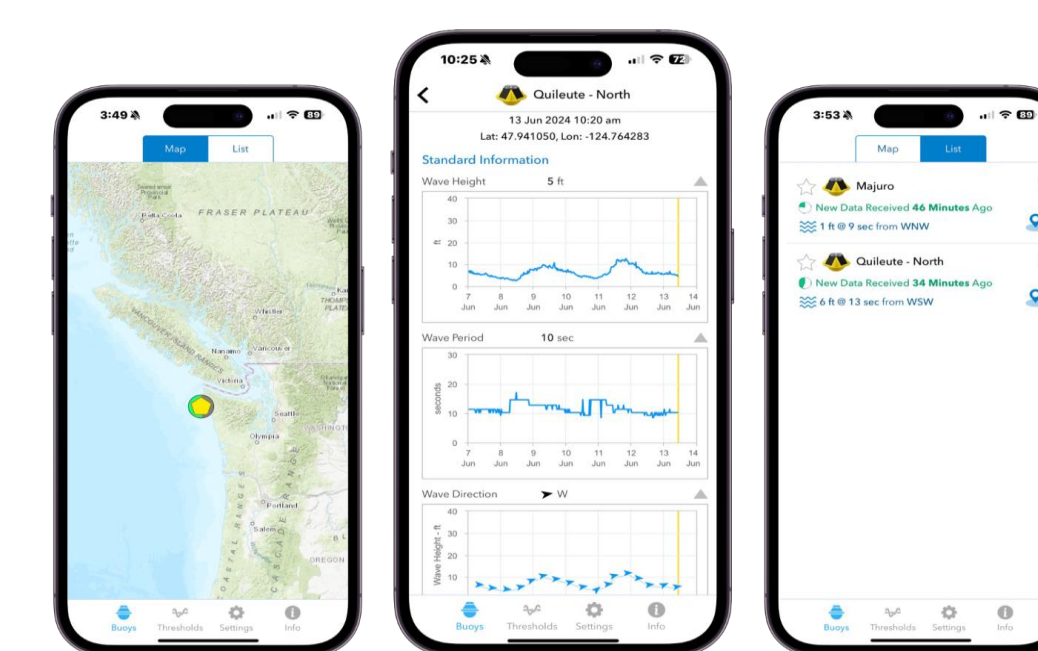 3:49
89
Map List
Bella Coola
FRASER PLATEAU
Whistler
VANCOUVER ISLAND RANGES
Nanaimo
Vancouver
Victoria
Seattle
Olympia
Portland
Salem
CASCADE RANGE
OREGON
Buoys Thresholds Settings Info
10:25
72
Quileute - North
13 Jun 2024 10:20 am
Lat: 47.941050, Lon: -124.764283
Standard Information
Wave Height 5 ft
40
30
20
10
0
ft
7 8 9 10 11 12 13 14
Jun Jun Jun Jun Jun Jun Jun Jun
Wave Period 10 sec
30
20
10
0
seconds
7 8 9 10 11 12 13 14
Jun Jun Jun Jun Jun Jun Jun Jun
Wave Direction W
40
30
20
10
Wave Height - ft
Buoys Thresholds Settings Info
3:53
89
Map List
Majuro
New Data Received 46 Minutes Ago
1 ft @ 9 sec from WNW
Quileute - North
New Data Received 34 Minutes Ago
6 ft @ 13 sec from WSW
Buoys Thresholds Settings Info